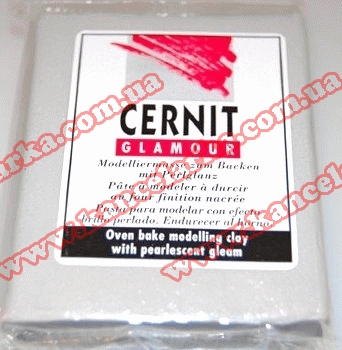 CERNIT
GLAMOUR
Modelliermasse zum Backen
mit Perlglanz
Pâte à modeler à durcir
au four finition nacrée
Pasta para modelar con efecto
brillo perlado. Endurecer al horno
Oven bake modelling clay
with pearlescent gleam